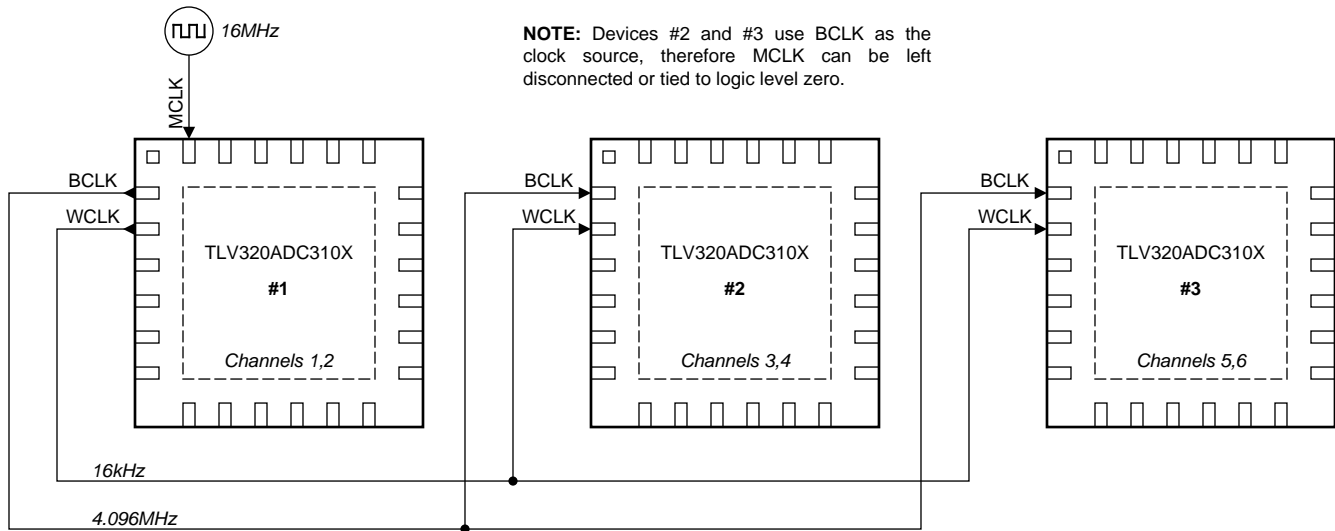 16MHz
NOTE: Devices #2 and #3 use BCLK as the
clock source, therefore MCLK can be left
disconnected or tied to logic level zero.
MCLK
BCLK
WCLK
TLV320ADC310X
#1
Channels 1,2
BCLK
WCLK
TLV320ADC310X
#2
Channels 3,4
BCLK
WCLK
TLV320ADC310X
#3
Channels 5,6
16kHz
4.096MHz